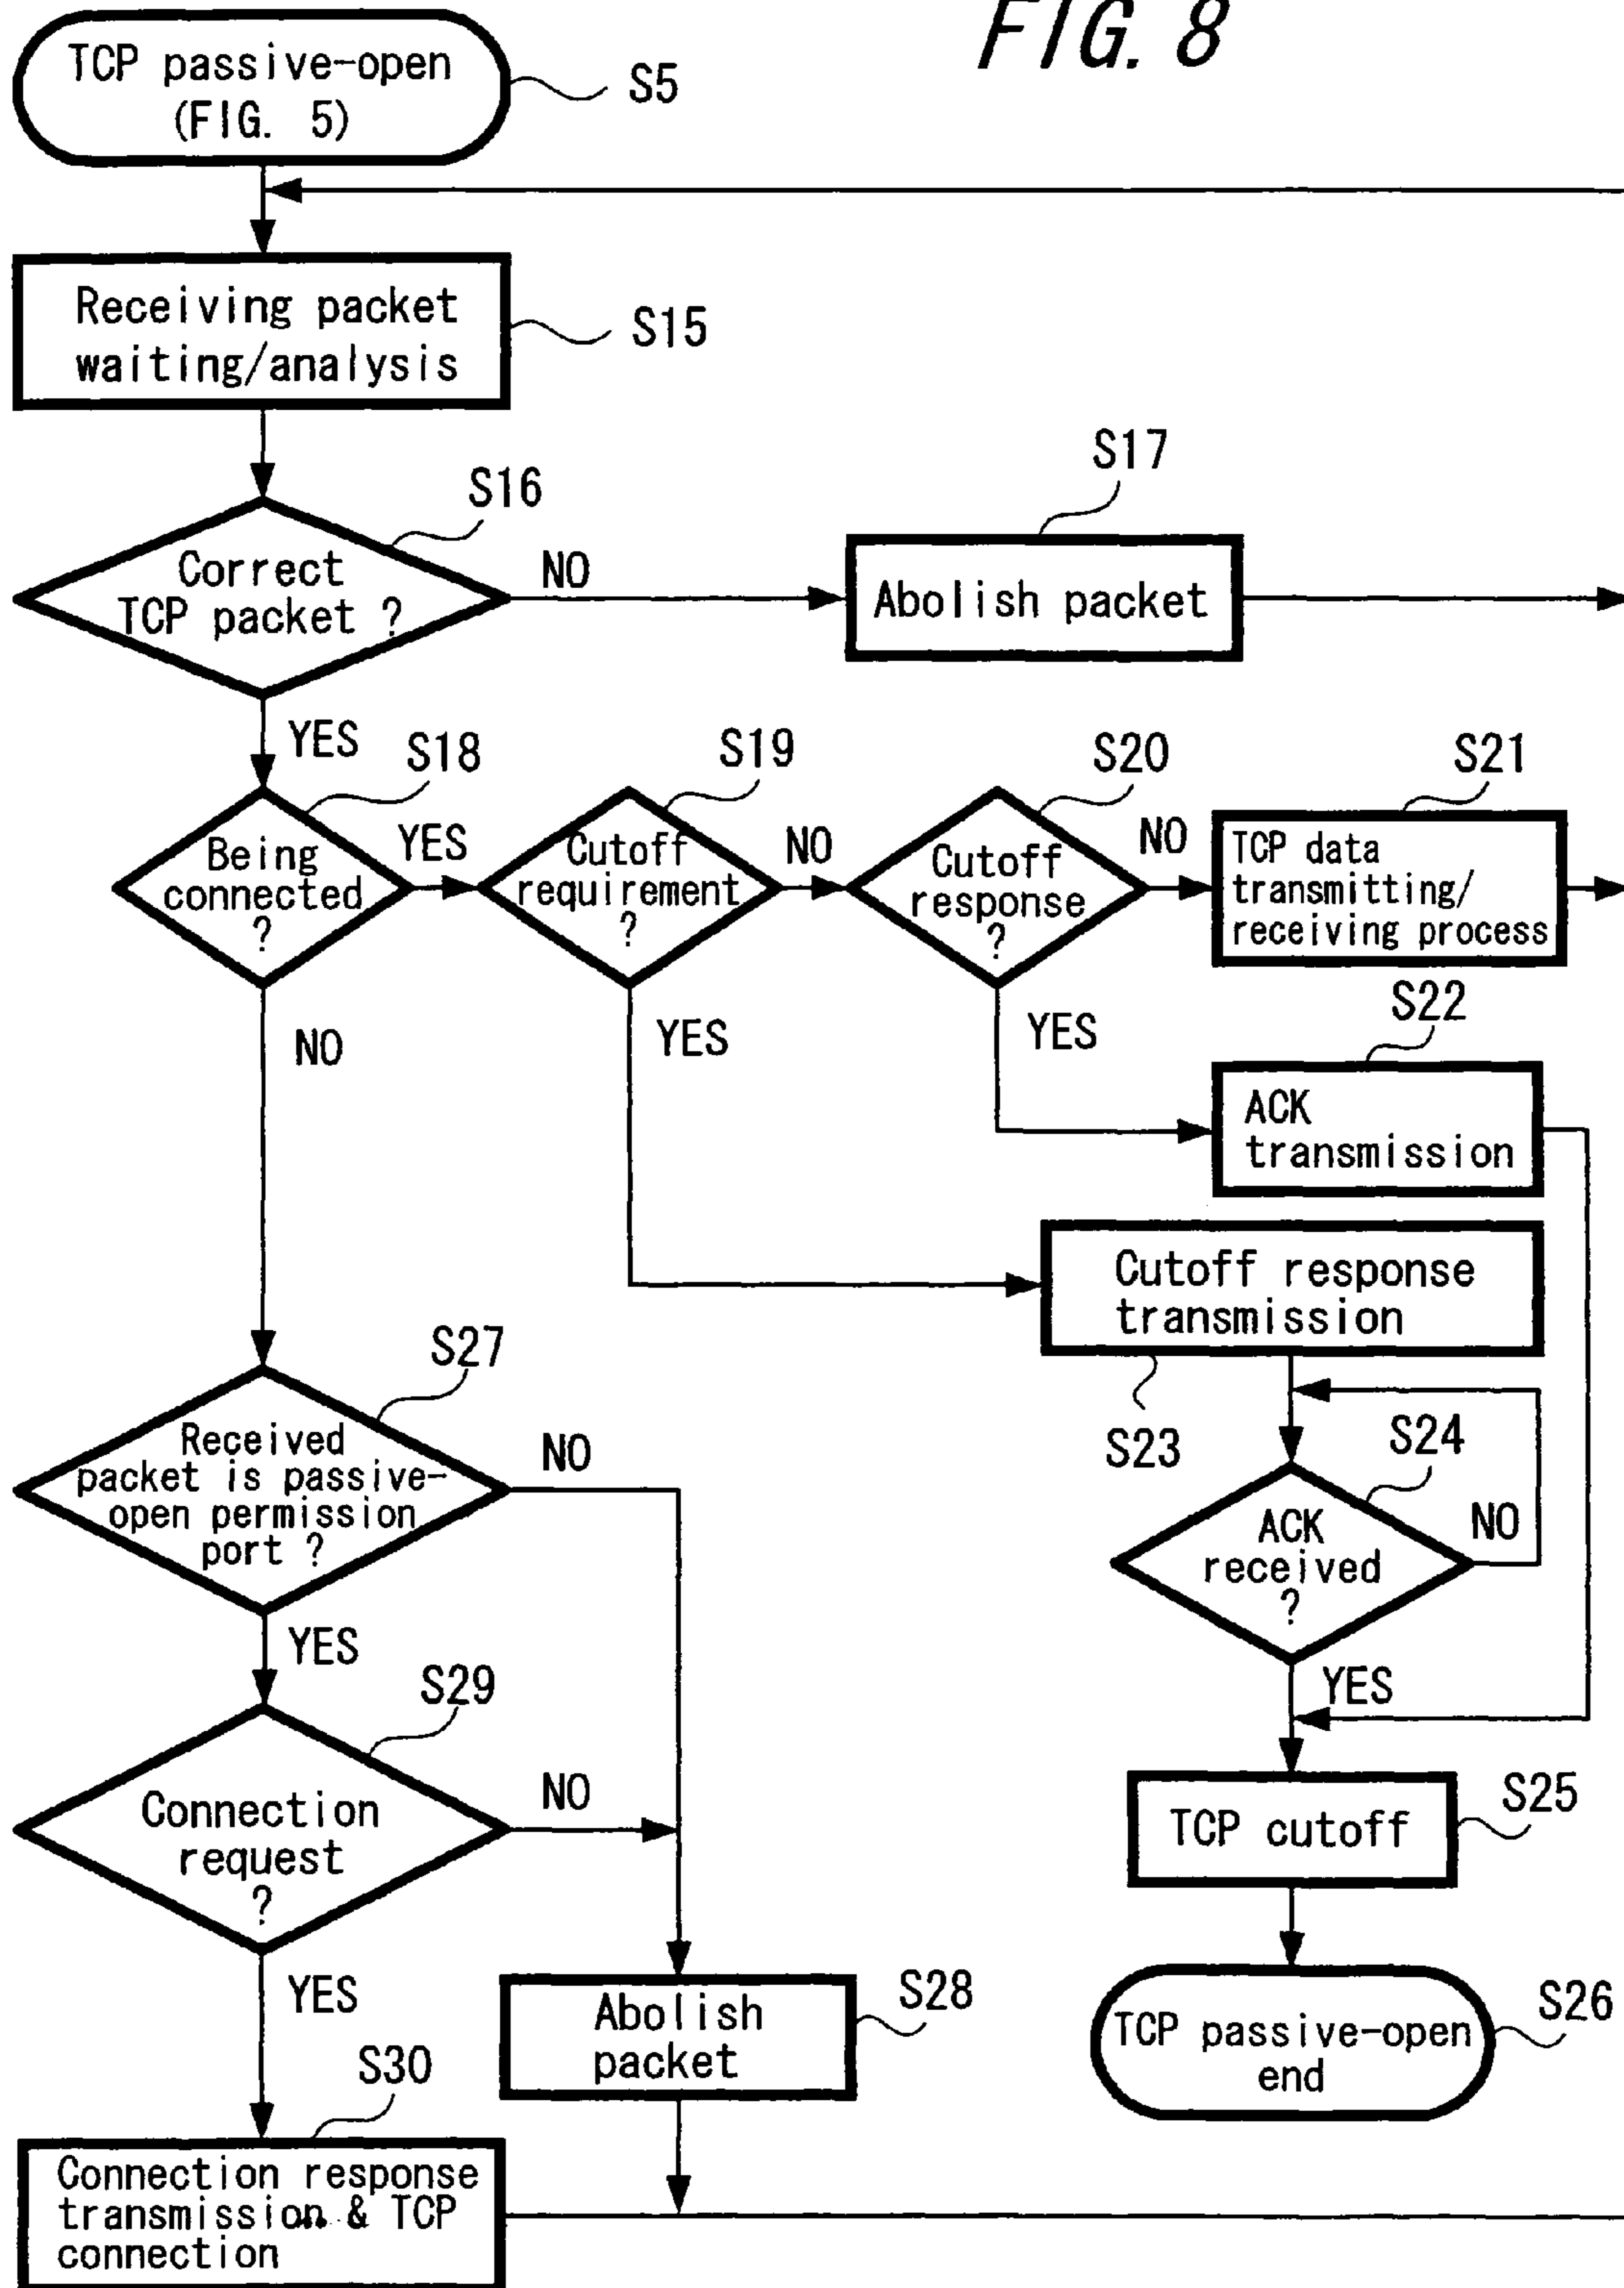 FIG. 8
TCP passive-open
(FIG. 5)
S5
Receiving packet
waiting/analysis
S15
S16
Correct
TCP packet ?
NO
S17
Abolish packet
YES
S18
Being
connected
?
YES
S19
Cutoff
requirement
?
NO
S20
Cutoff
response
?
NO
S21
TCP data
transmitting/
receiving process
NO
YES
YES
S22
ACK
transmission
Cutoff response
transmission
S23
S24
ACK
received
?
NO
YES
S27
Received
packet is passive-
open permission
port ?
NO
YES
S29
Connection
request
?
NO
YES
S25
TCP cutoff
S28
Abolish
packet
S26
TCP passive-open
end
S30
Connection response
transmission & TCP
connection